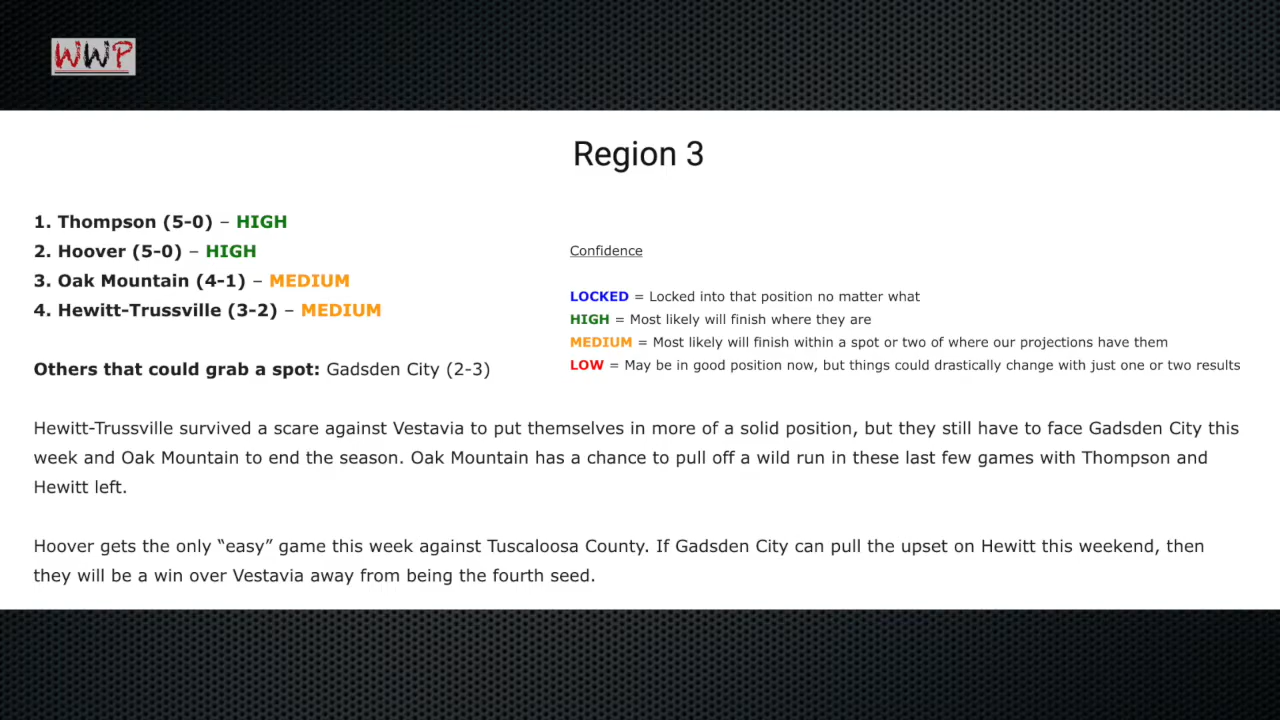 WWP
Region 3
1. Thompson (5-0) – HIGH
2. Hoover (5-0) – HIGH
3. Oak Mountain (4-1) – MEDIUM
4. Hewitt-Trussville (3-2) – MEDIUM
Others that could grab a spot: Gadsden City (2-3)
Confidence
LOCKED = Locked into that position no matter what
HIGH = Most likely will finish where they are
MEDIUM = Most likely will finish within a spot or two of where our projections have them
LOW = May be in good position now, but things could drastically change with just one or two results
Hewitt-Trussville survived a scare against Vestavia to put themselves in more of a solid position, but they still have to face Gadsden City this
week and Oak Mountain to end the season. Oak Mountain has a chance to pull off a wild run in these last few games with Thompson and
Hewitt left.
Hoover gets the only “easy” game this week against Tuscaloosa County. If Gadsden City can pull the upset on Hewitt this weekend, then
they will be a win over Vestavia away from being the fourth seed.